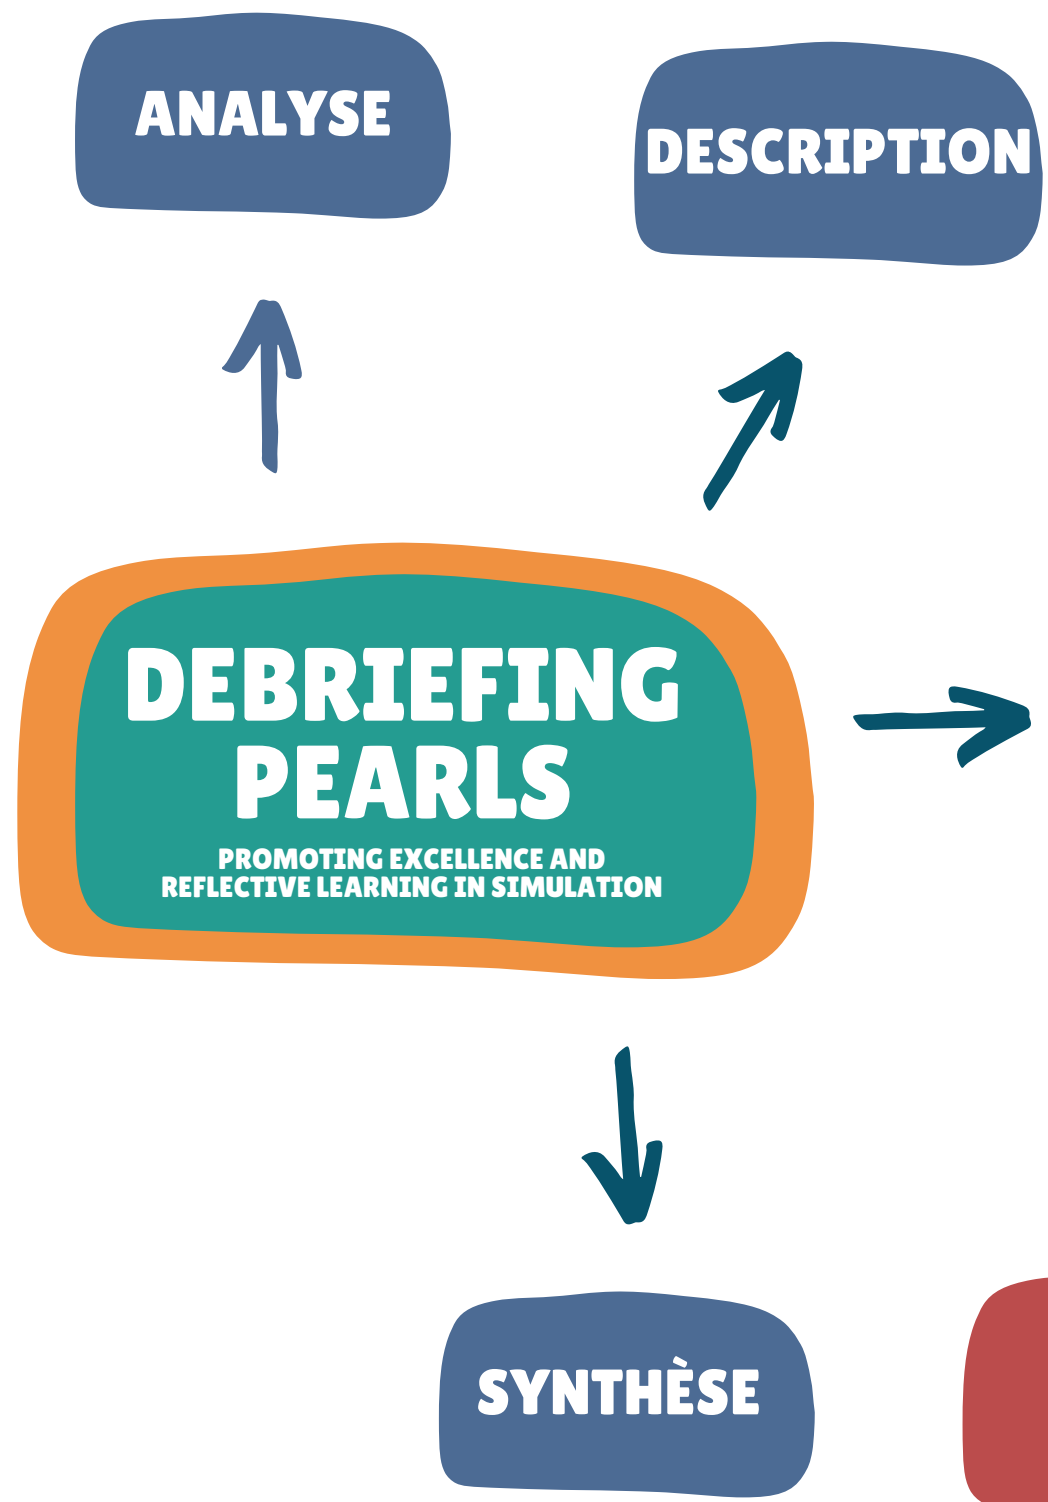 ANALYSE
DESCRIPTION
DEBRIEFING
PEARLS
PROMOTING EXCELLENCE AND
REFLECTIVE LEARNING IN SIMULATION
SYNTHÈSE